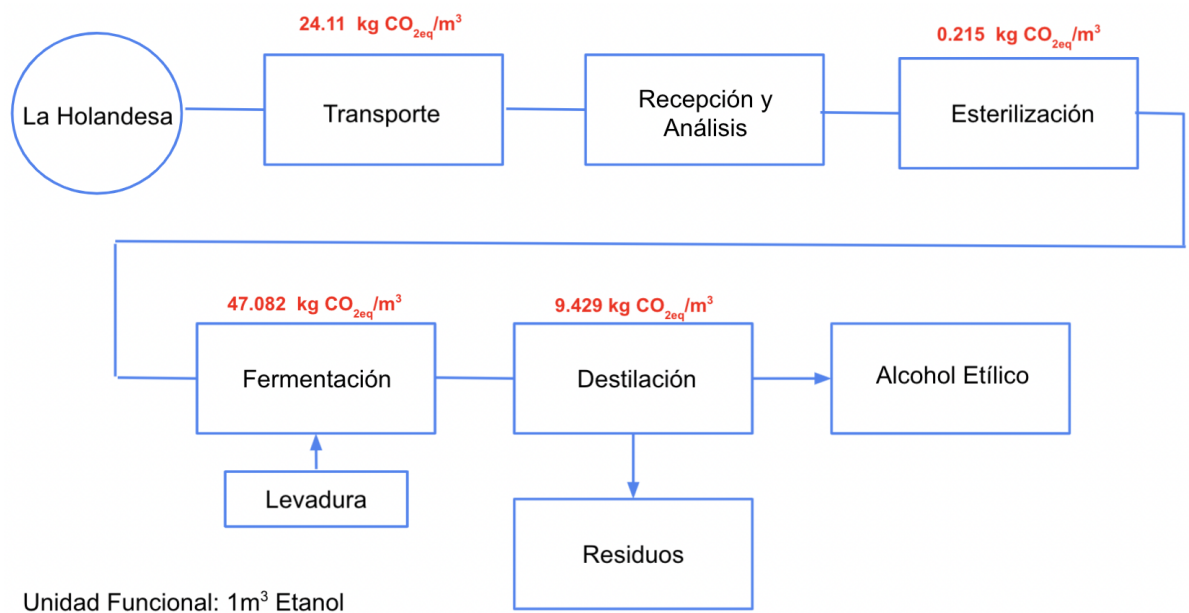 24.11 kg CO2eq/m³
0.215 kg CO2eq/m³
La Holandesa
Transporte
Recepción y
Análisis
Esterilización
47.082 kg CO2eq/m³
9.429 kg CO2eq/m³
Fermentación
Destilación
Alcohol Etílico
Levadura
Residuos
Unidad Funcional: 1m³ Etanol